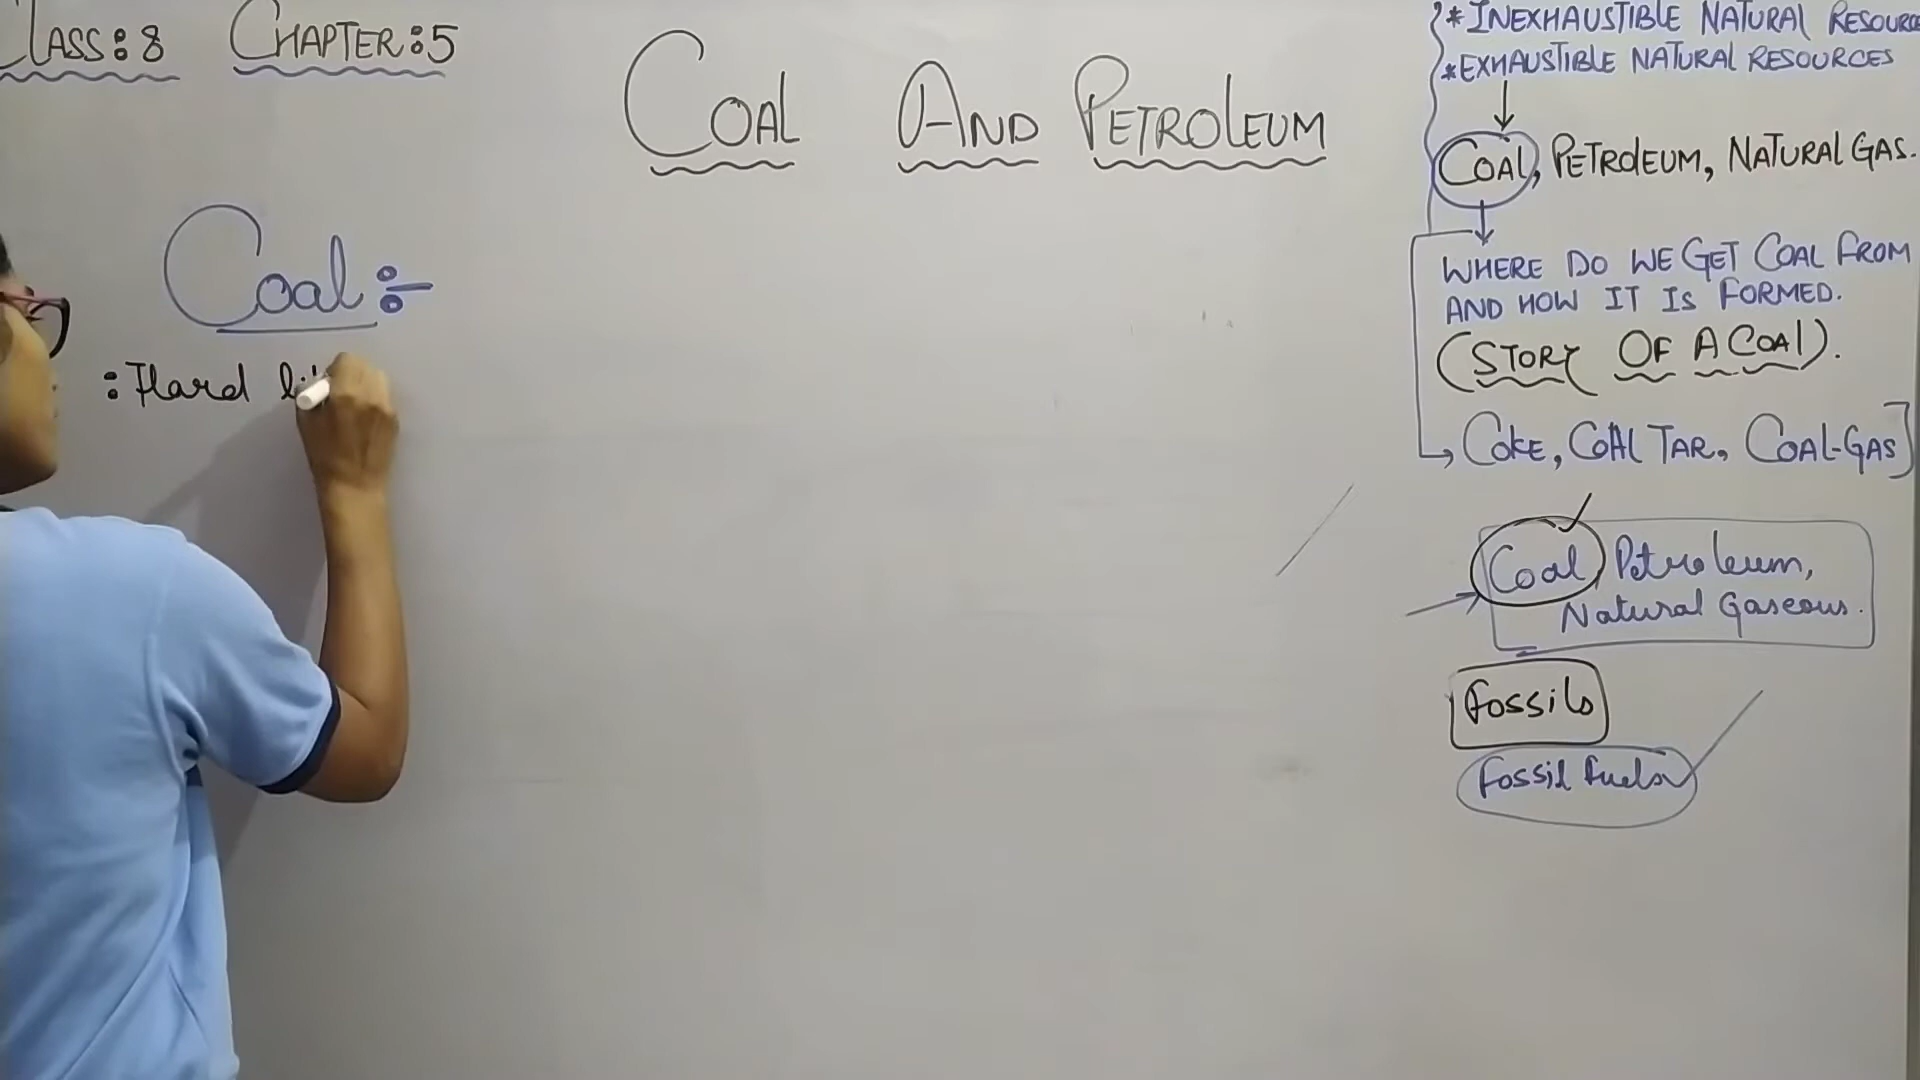 CLASS:8 CHAPTER:5
COAL AND PETROLEUM
Coal:-
:Hard
* INEXHAUSTIBLE NATURAL
*EXHAUSTIBLE NATURAL RESOURCES
COAL, PETROLEUM, NATURAL GAS.
WHERE DO WE GET COAL FROM
AND HOW IT IS FORMED.
(STORY OF A COAL).
COKE, COAL TAR, COAL-GAS]
Coal, Petroleum,
Natural Gaseous.
Fossils
Fossil fuels